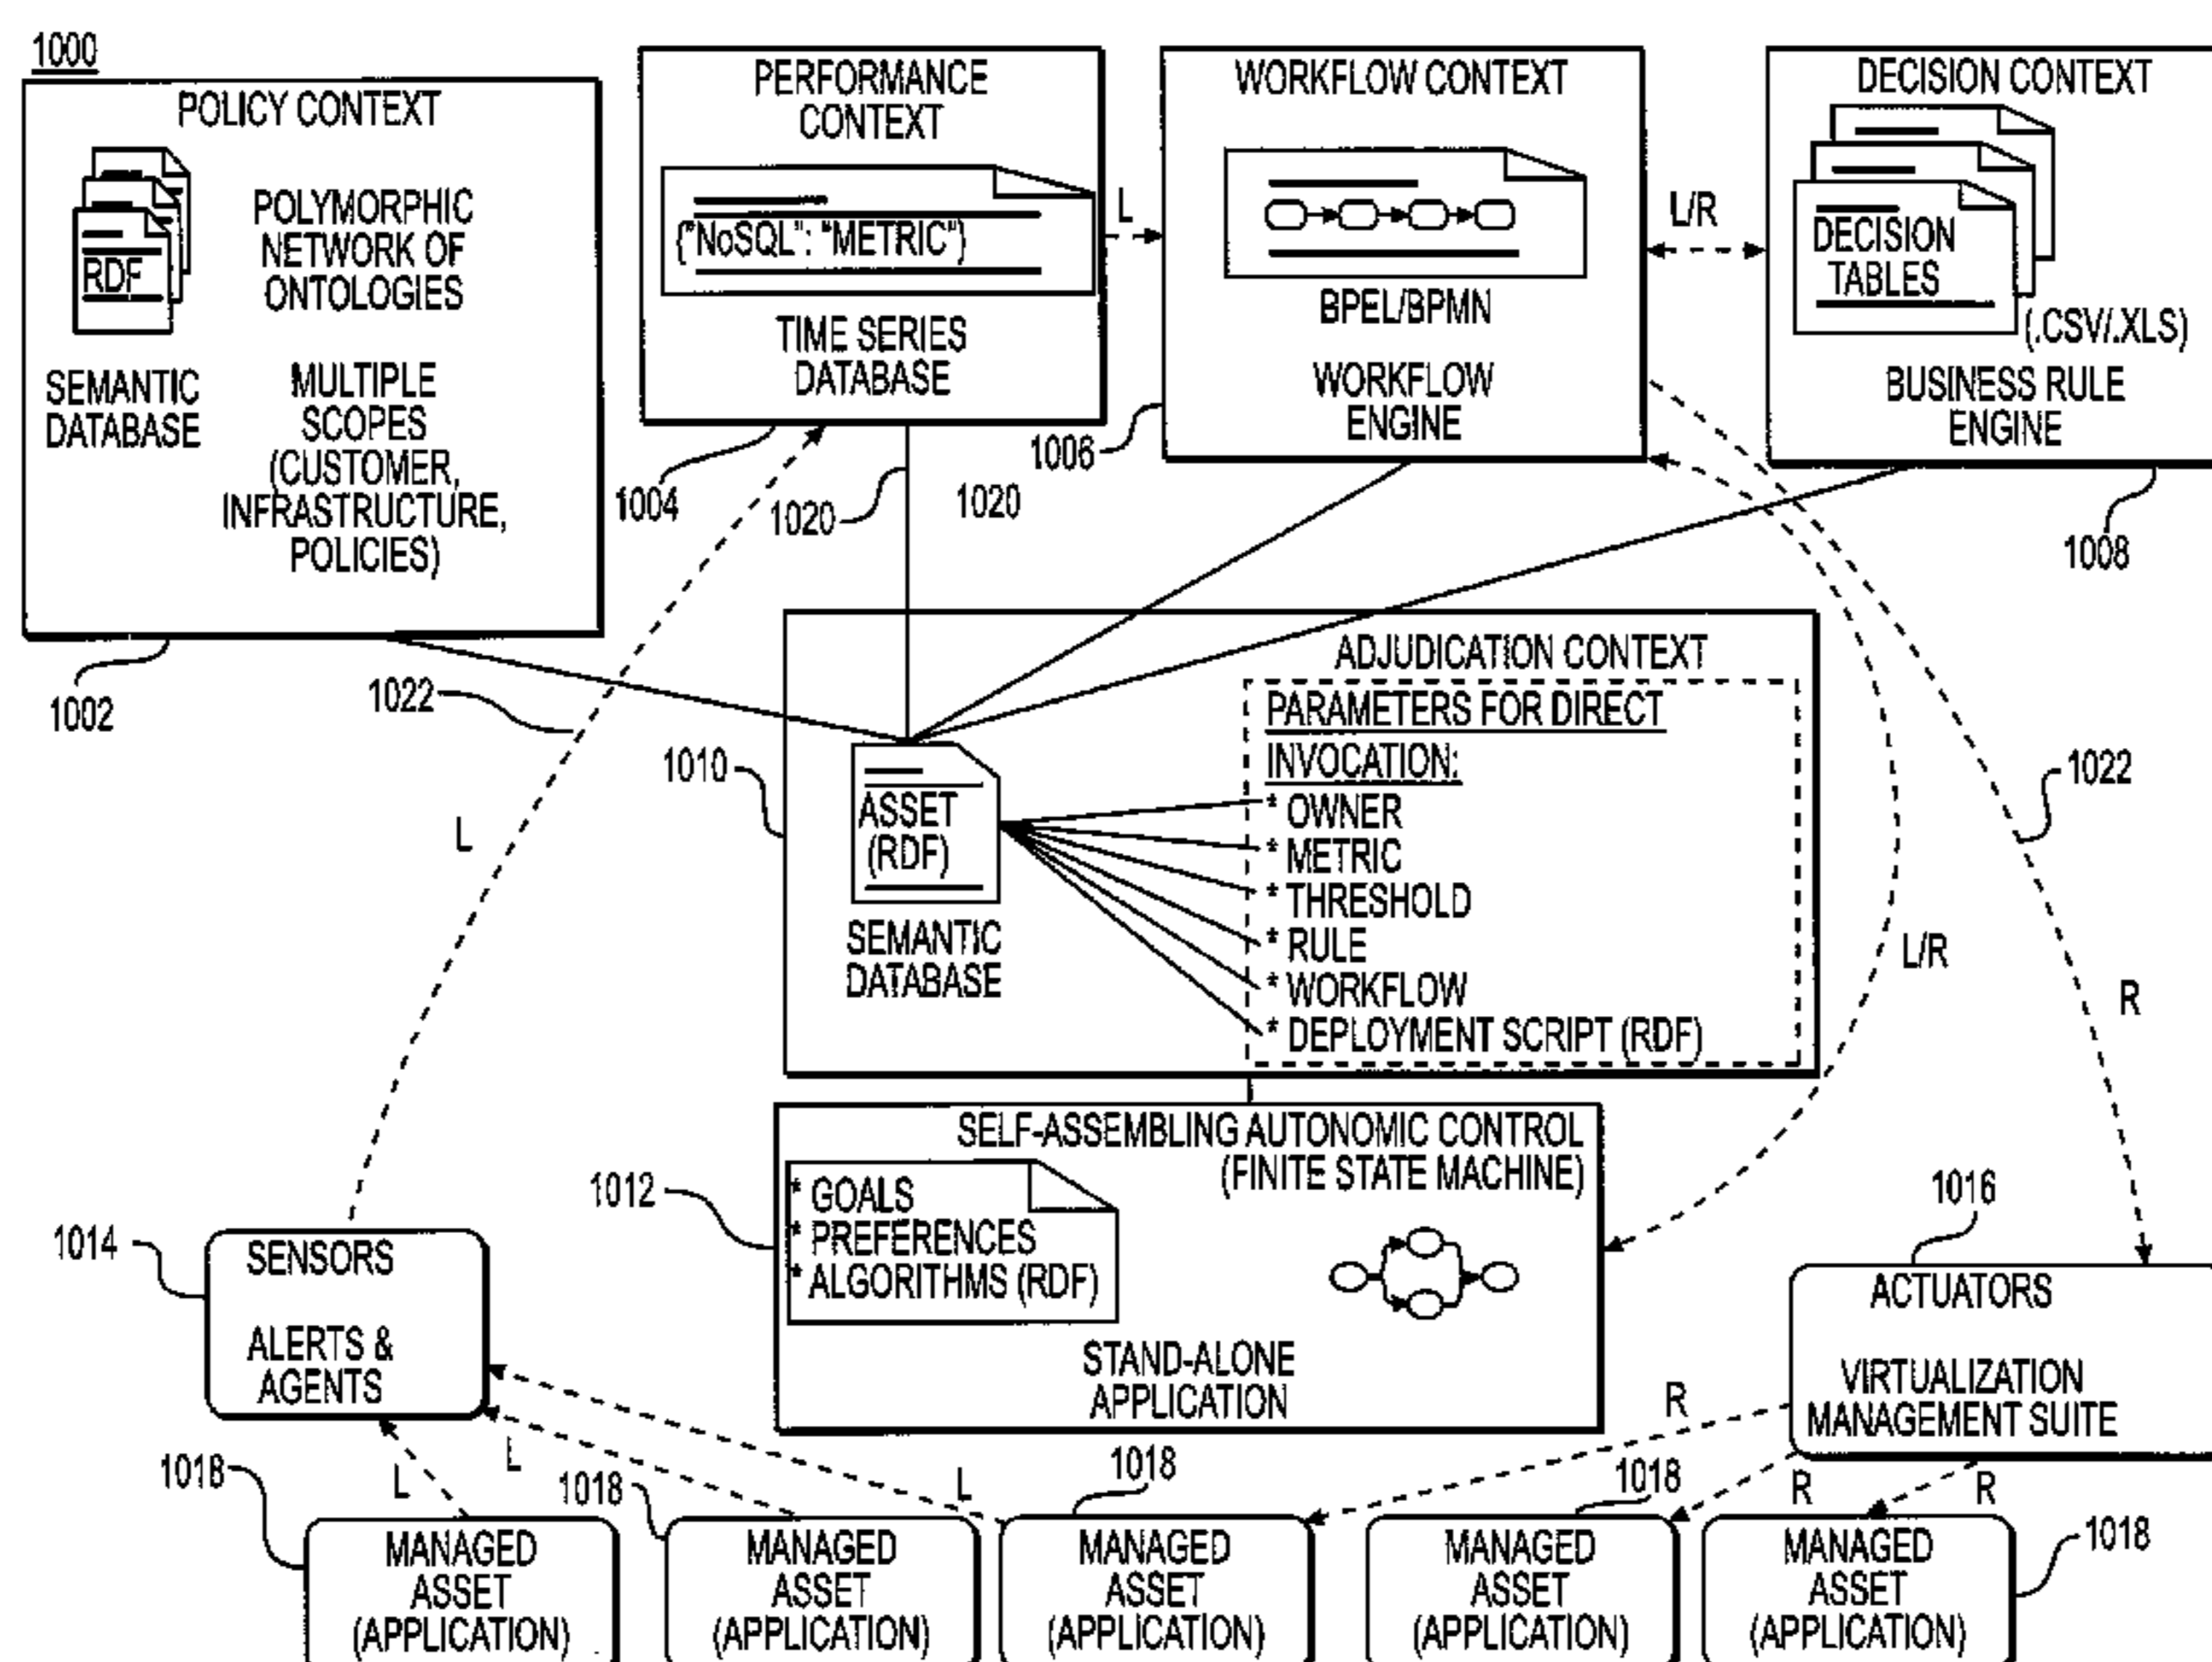 1000
POLICY CONTEXT
RDF
SEMANTIC
DATABASE
POLYMORPHIC
NETWORK OF
ONTOLOGIES
MULTIPLE
SCOPES
(CUSTOMER,
INFRASTRUCTURE,
POLICIES)
1002
PERFORMANCE
CONTEXT
{"NoSQL": "METRIC"}
TIME SERIES
DATABASE
1004
1020
1020
L
WORKFLOW CONTEXT
BPEL/BPMN
WORKFLOW
ENGINE
1006
L/R
DECISION CONTEXT
DECISION
TABLES
(.CSV/.XLS)
BUSINESS RULE
ENGINE
1008
1022
L
1010
ADJUDICATION CONTEXT
ASSET
(RDF)
SEMANTIC
DATABASE
PARAMETERS FOR DIRECT
INVOCATION:
* OWNER
* METRIC
* THRESHOLD
* RULE
* WORKFLOW
* DEPLOYMENT SCRIPT (RDF)
1022
L/R
R
SELF-ASSEMBLING AUTONOMIC CONTROL
(FINITE STATE MACHINE)
1012
* GOALS
* PREFERENCES
* ALGORITHMS (RDF)
STAND-ALONE
APPLICATION
1014
SENSORS
ALERTS &
AGENTS
1016
ACTUATORS
VIRTUALIZATION
MANAGEMENT SUITE
L
L
L
R
R
R
1018
MANAGED
ASSET
(APPLICATION)
1018
MANAGED
ASSET
(APPLICATION)
1018
MANAGED
ASSET
(APPLICATION)
1018
MANAGED
ASSET
(APPLICATION)
1018
MANAGED
ASSET
(APPLICATION)